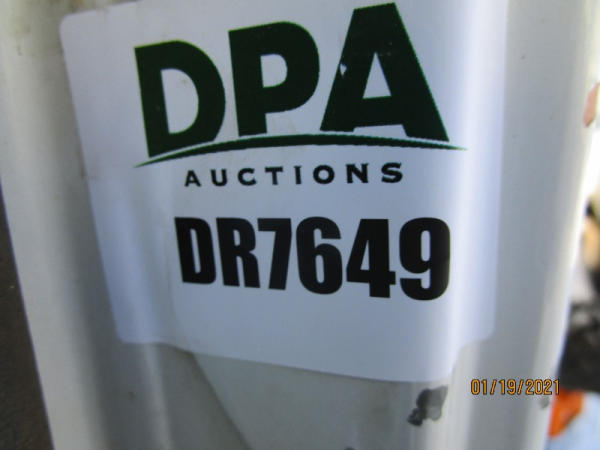 DPA
AUCTIONS
DR7649
01/19/2021